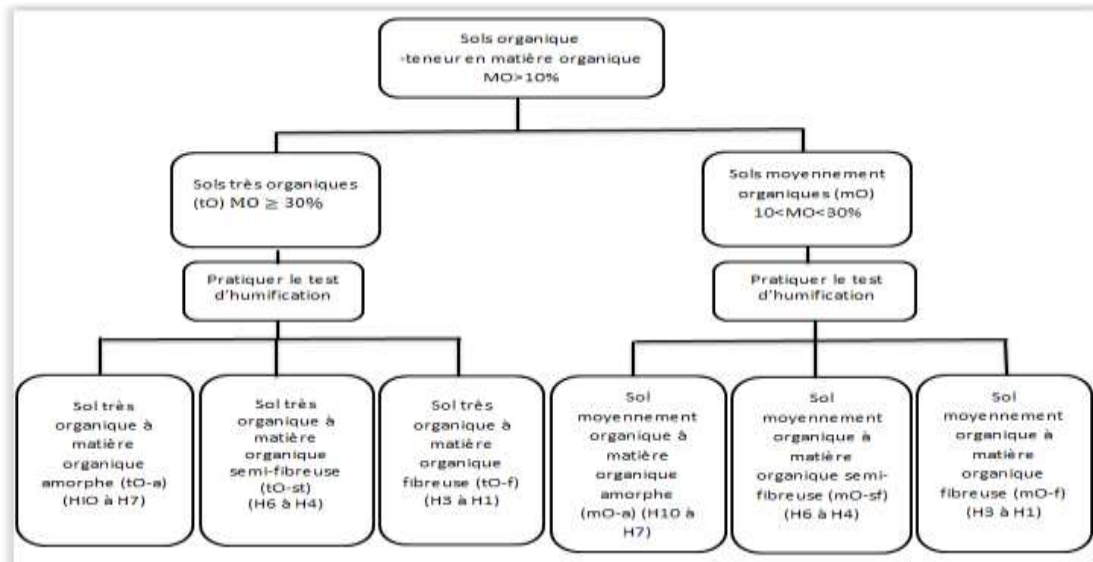 Sols organique
-teneur en matière organique
MO>10%
Sols très organiques
(tO) MO ≥ 30%
Sols moyennement
organiques (mO)
10<MO<30%
Pratiquer le test
d'humification
Pratiquer le test
d'humification
Sol très
organique à
matière
organique
amorphe (tO-a)
(HIO à H7)
Sol très
organique à
matière
organique
semi-fibreuse
(tO-st)
(H6 à H4)
Sol très
organique à
matière
organique
fibreuse (tO-f)
(H3 à H1)
Sol
moyennement
organique à
matière
organique
amorphe
(mO-a) (H10 à
H7)
Sol
moyennement
organique à
matière
organique semi-
fibreuse (mO-sf)
(H6 à H4)
Sol
moyennement
organique à
matière
organique
fibreuse (mO-f)
(H3 à H1)